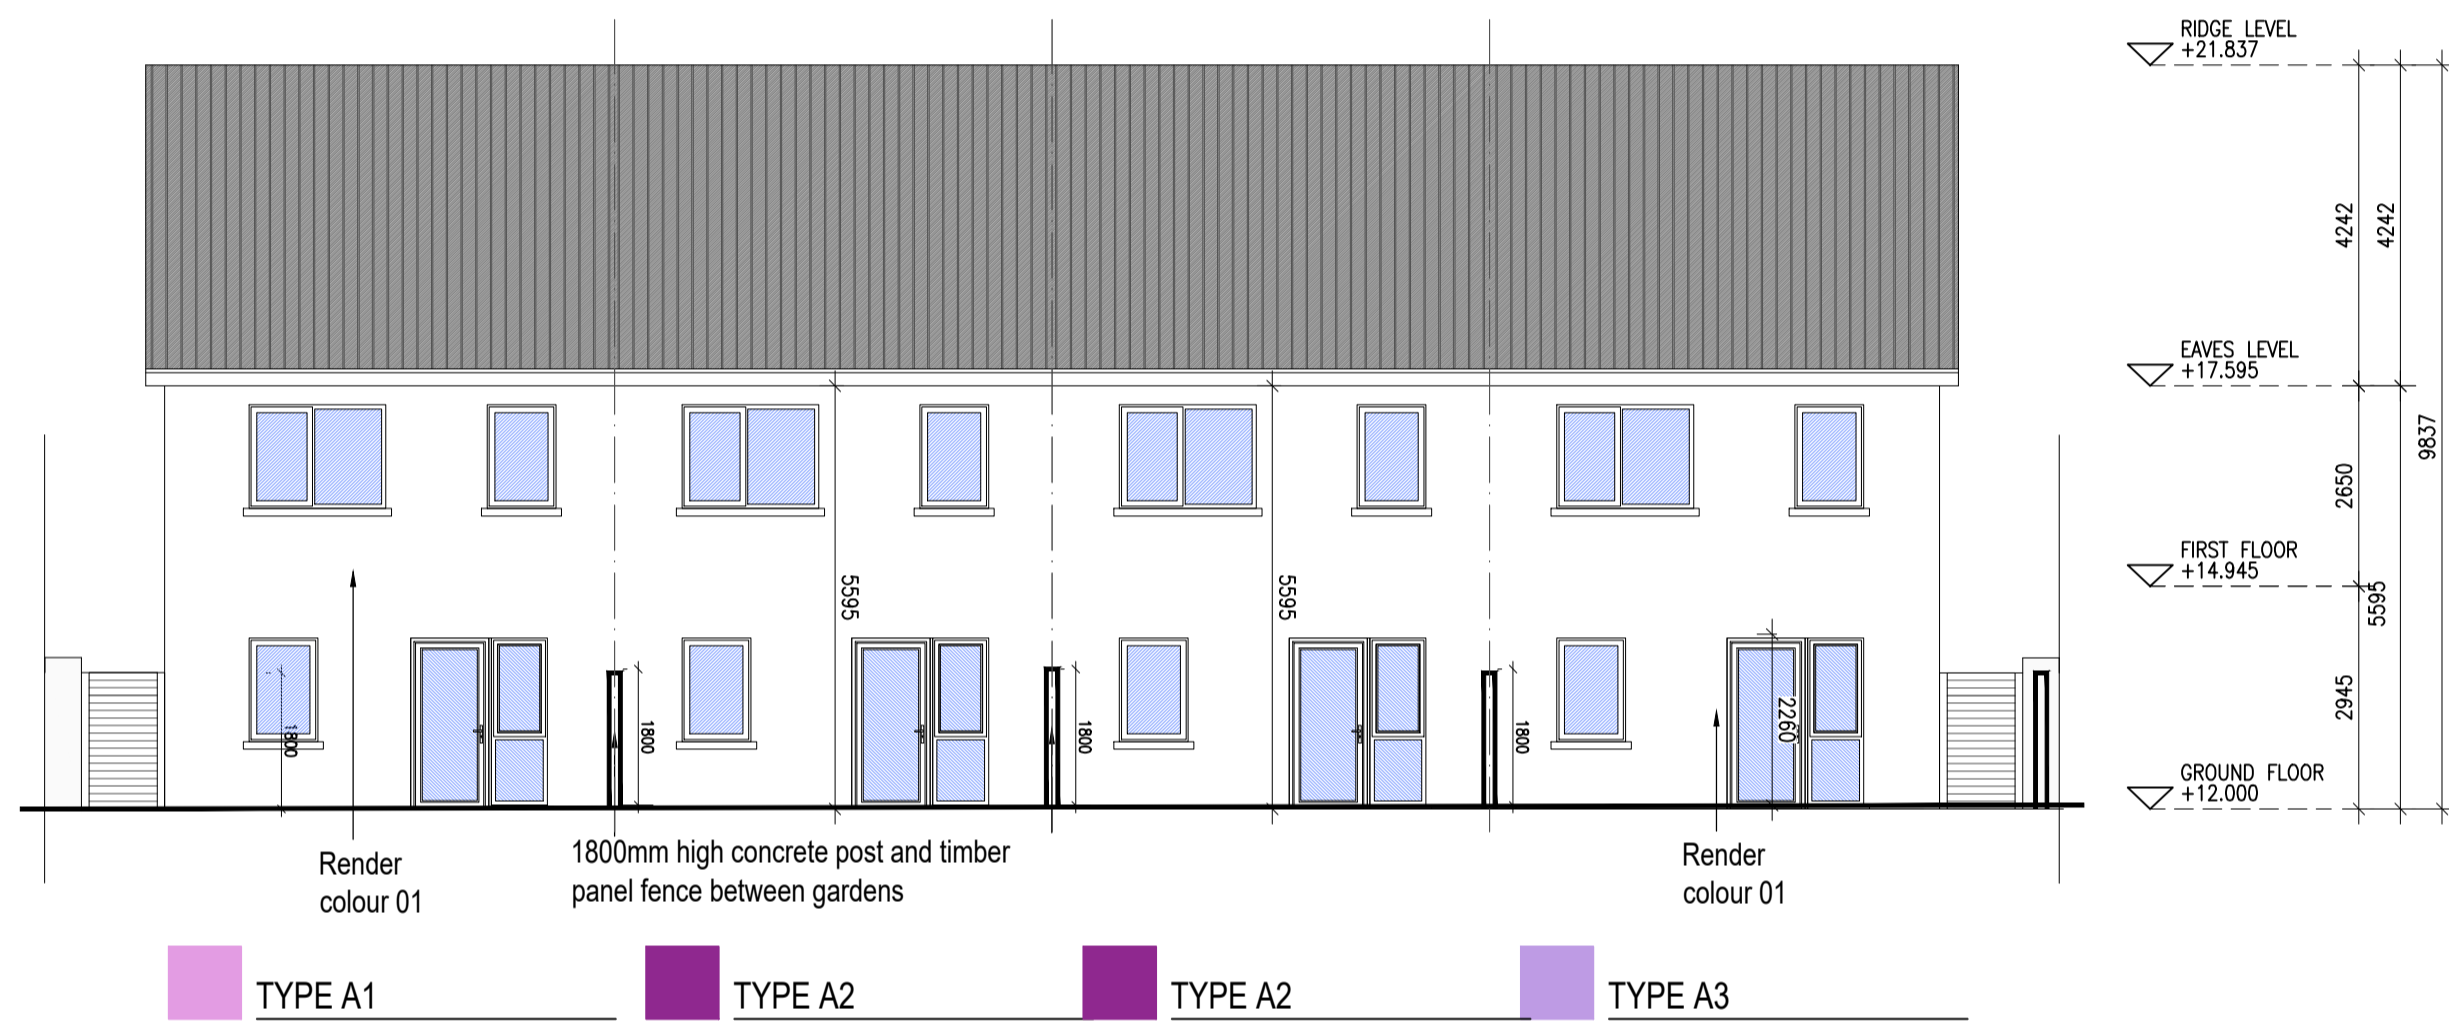 RIDGE LEVEL
+21.837
4242
4242
EAVES LEVEL
+17.595
9837
2650
FIRST FLOOR
+14.945
5595
5595
5595
2945
GROUND FLOOR
+12.000
1800
1800
1800
1800
2260
Render
colour 01
1800mm high concrete post and timber
panel fence between gardens
Render
colour 01
TYPE A1
TYPE A2
TYPE A2
TYPE A3